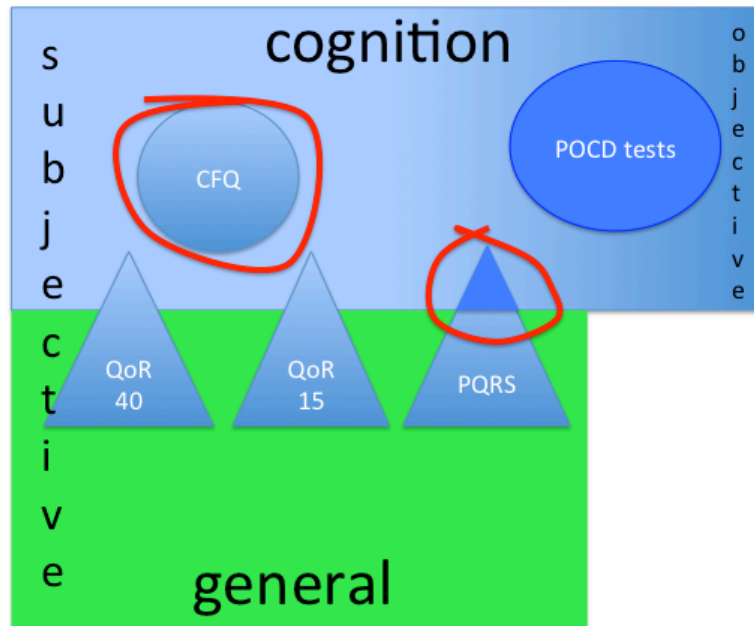 cognition
subjective
objective
CFQ
POCD tests
QoR
40
QoR
15
PQRS
general